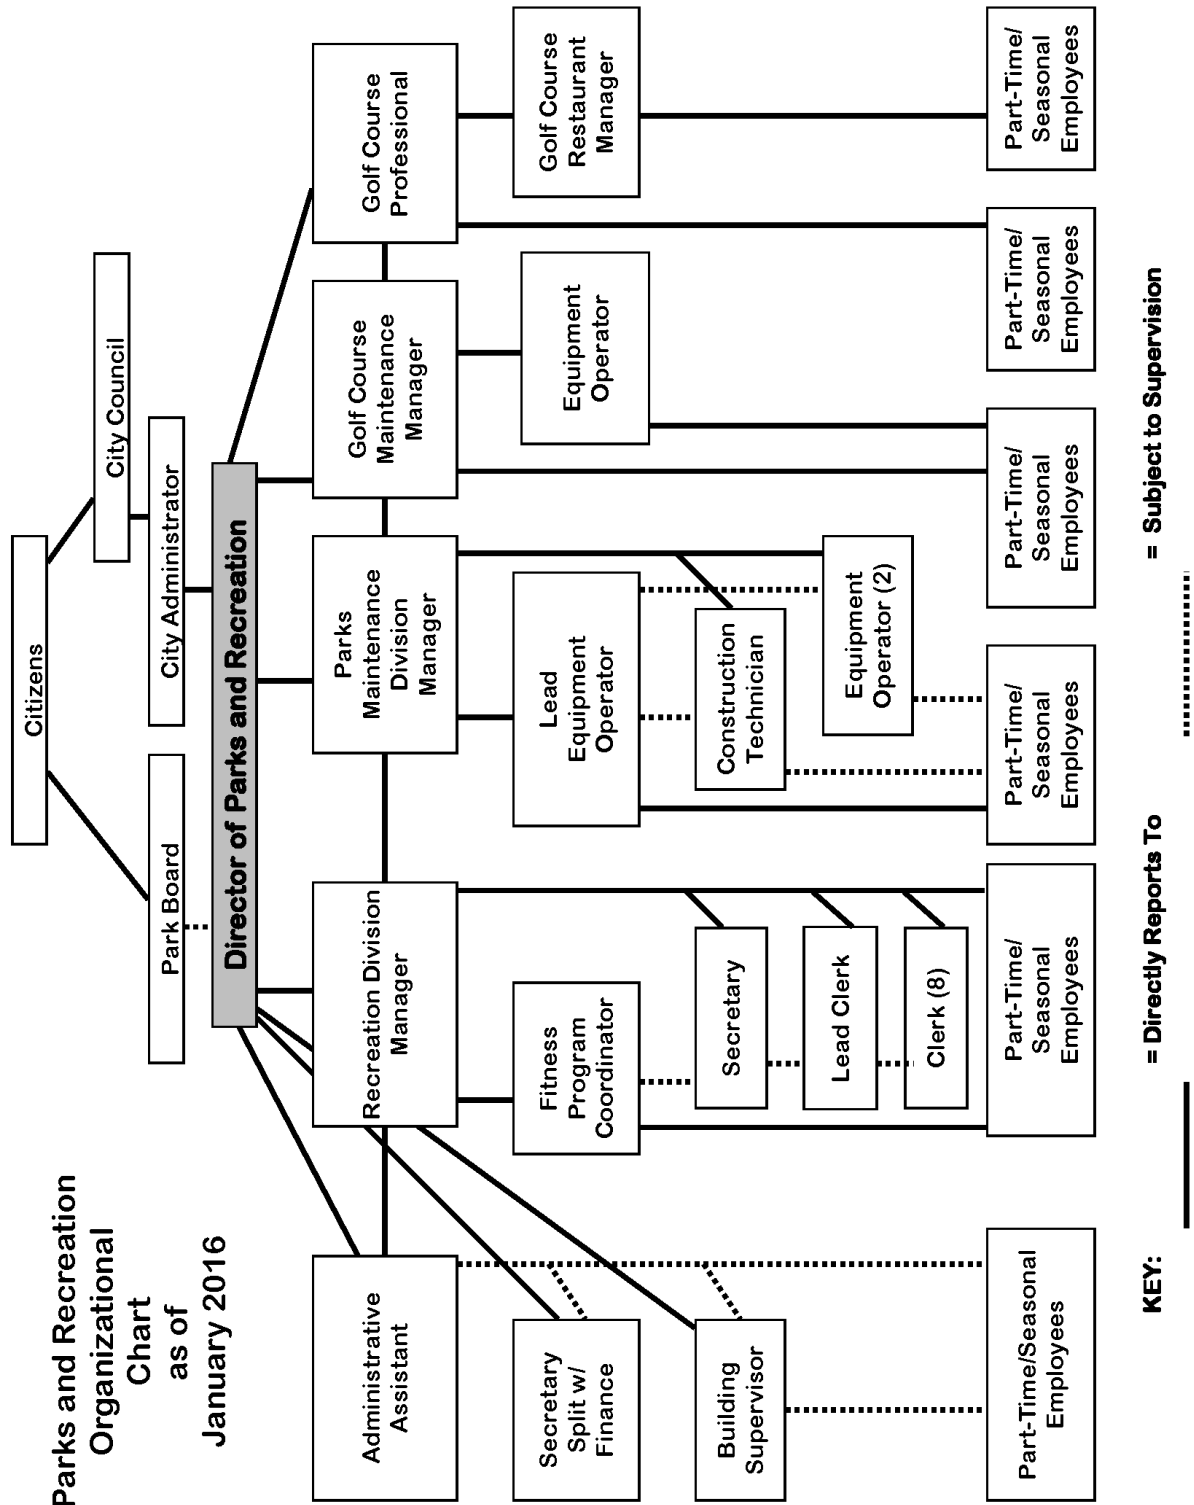 Parks and Recreation
Organizational
Chart
as of
January 2016
Citizens
City Council
Park Board
City Administrator
Director of Parks and Recreation
Administrative
Assistant
Recreation Division
Manager
Parks
Maintenance
Division
Manager
Golf Course
Maintenance
Manager
Golf Course
Professional
Secretary
Split w/
Finance
Fitness
Program
Coordinator
Lead
Equipment
Operator
Equipment
Operator
Golf Course
Restaurant
Manager
Building
Supervisor
Secretary
Construction
Technician
Lead Clerk
Equipment
Operator (2)
Clerk (8)
Part-Time/Seasonal
Employees
Part-Time/
Seasonal
Employees
Part-Time/
Seasonal
Employees
Part-Time/
Seasonal
Employees
Part-Time/
Seasonal
Employees
Part-Time/
Seasonal
Employees
KEY:
= Directly Reports To
= Subject to Supervision